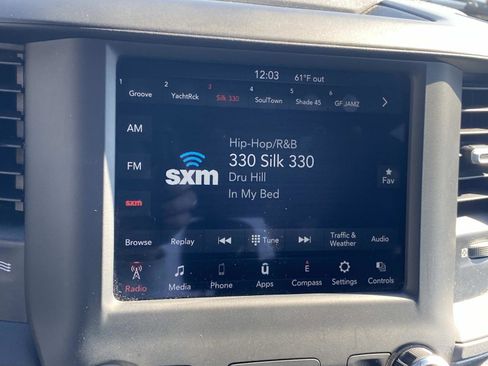 12:03 61°F out
1 Groove 2 YachtRck 3 Silk 330 4 SoulTown 5 Shade 45 6 GF JAMZ
AM
FM
sxm
sxm
Hip-Hop/R&B
330 Silk 330
Dru Hill
In My Bed
Fav
Browse Replay Tune Traffic & Weather Audio
Radio Media Phone Apps E Compass Settings Controls